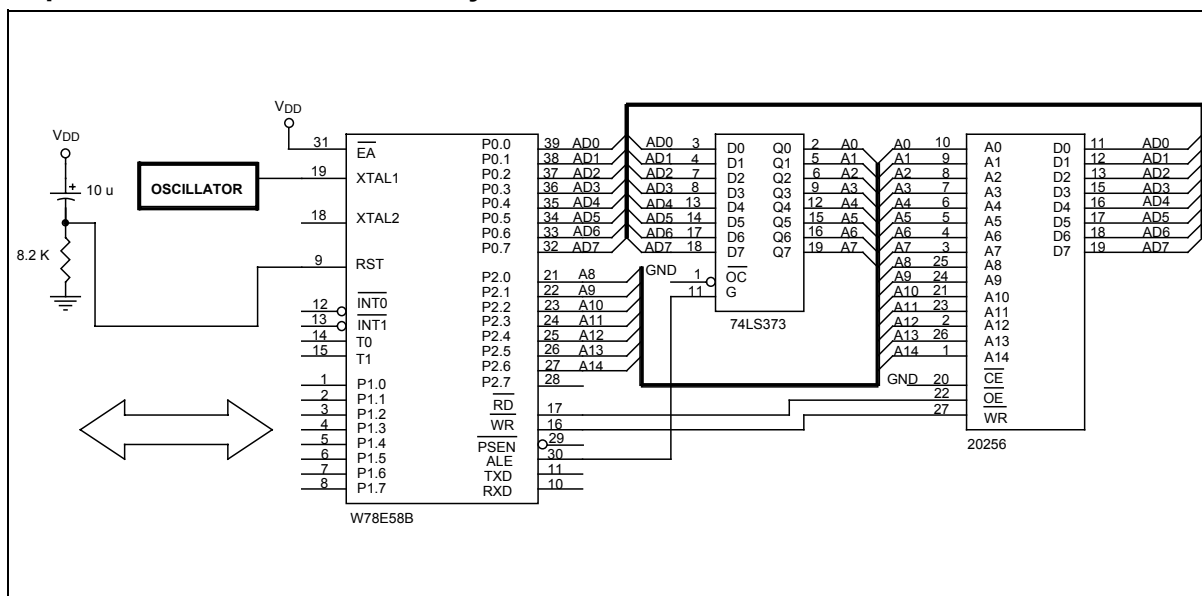 VDD
10 u
8.2 K
OSCILLATOR
VDD
31 EA
19 XTAL1
18 XTAL2
9 RST
12 INT0
13 INT1
14 T0
15 T1
1 P1.0
2 P1.1
3 P1.2
4 P1.3
5 P1.4
6 P1.5
7 P1.6
8 P1.7
P0.0 39 AD0
P0.1 38 AD1
P0.2 37 AD2
P0.3 36 AD3
P0.4 35 AD4
P0.5 34 AD5
P0.6 33 AD6
P0.7 32 AD7
P2.0 21 A8
P2.1 22 A9
P2.2 23 A10
P2.3 24 A11
P2.4 25 A12
P2.5 26 A13
P2.6 27 A14
P2.7 28
RD 17
WR 16
PSEN 29
ALE 30
TXD 11
RXD 10
W78E58B
AD0 3 D0 Q0 2 A0
AD1 4 D1 Q1 5 A1
AD2 7 D2 Q2 6 A2
AD3 8 D3 Q3 9 A3
AD4 13 D4 Q4 12 A4
AD5 14 D5 Q5 15 A5
AD6 17 D6 Q6 16 A6
AD7 18 D7 Q7 19 A7
GND 1 OC
11 G
74LS373
A0 10 A0 D0 11 AD0
A1 9 A1 D1 12 AD1
A2 8 A2 D2 13 AD2
A3 7 A3 D3 15 AD3
A4 6 A4 D4 16 AD4
A5 5 A5 D5 17 AD5
A6 4 A6 D6 18 AD6
A7 3 A7 D7 19 AD7
A8 25 A8
A9 24 A9
A10 21 A10
A11 23 A11
A12 2 A12
A13 26 A13
A14 1 A14
GND 20 CE
22 OE
27 WR
20256